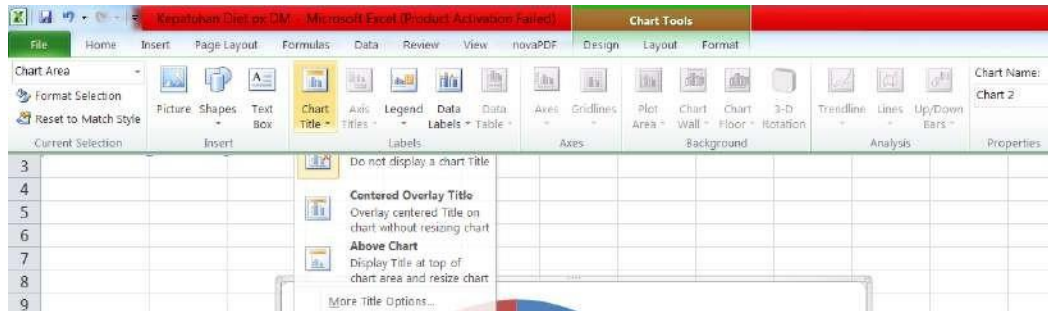 Kepatuhan Diet px DM - Microsoft Excel (Product Activation Failed)
Chart Tools
File Home Insert Page Layout Formulas Data Review View novaPDF Design Layout Format
Chart Area
Format Selection
Reset to Match Style
Current Selection
Picture Shapes Text Box
Insert
Chart Title Axis Titles Legend Data Labels Data Table
Labels
Axes Gridlines
Axes
Plot Area Chart Wall Chart Floor 3-D Rotation
Background
Trendline Lines Up/Down Bars
Analysis
Chart Name:
Chart 2
Properties
Do not display a chart Title
Centered Overlay Title
Overlay centered Title on
chart without resizing chart
Above Chart
Display Title at top of
chart area and resize chart
More Title Options...
3
4
5
6
7
8
9